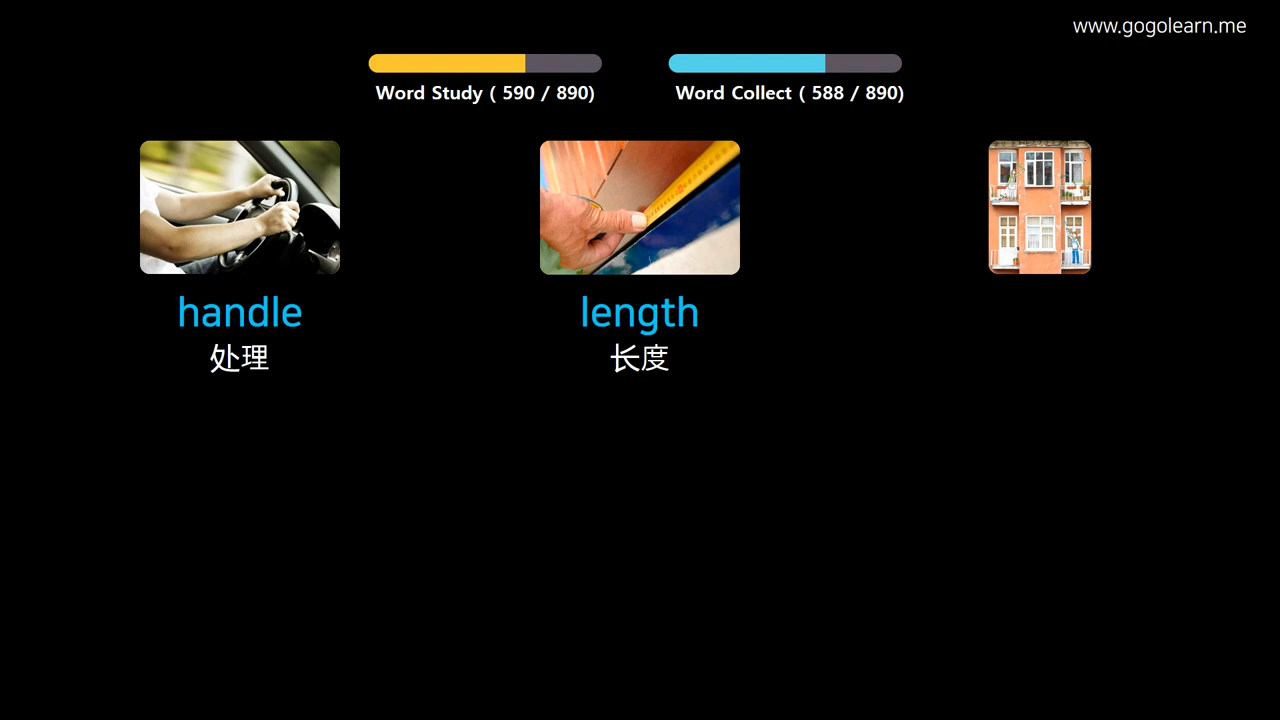 www.gogolearn.me
Word Study ( 590 / 890)
Word Collect ( 588 / 890)
handle
length
处理
长度